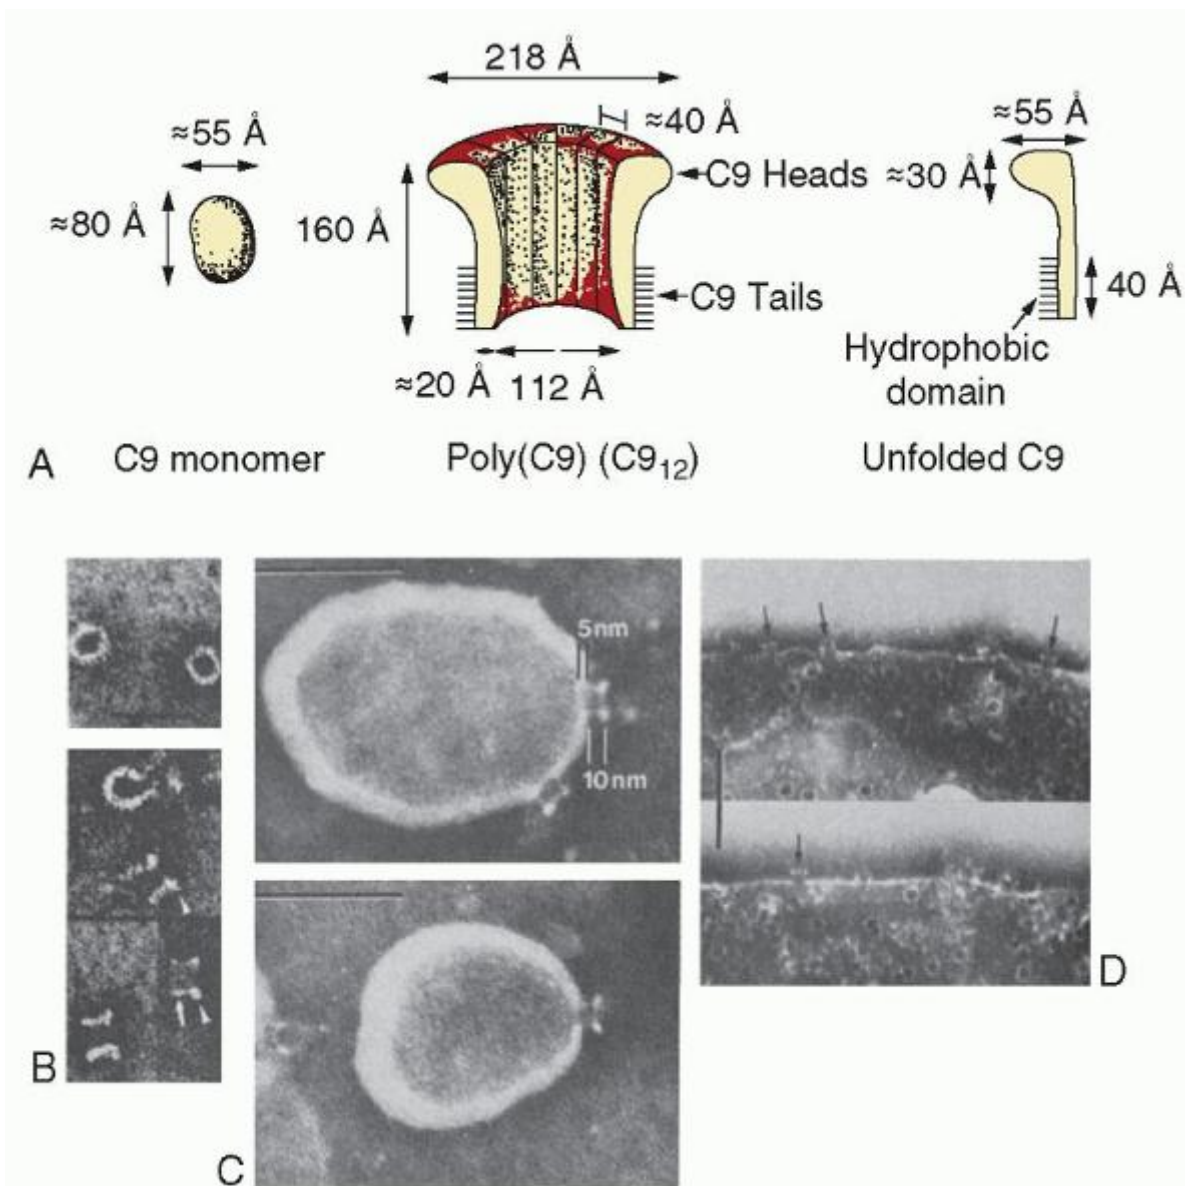 218 Å
≈55 Å
≈40 Å
≈55 Å
C9 Heads
≈30 Å
≈80 Å
160 Å
C9 Tails
40 Å
Hydrophobic
domain
≈20 Å
112 Å
A
C9 monomer
Poly(C9) (C9₁₂)
Unfolded C9
5nm
10nm
B
C
D